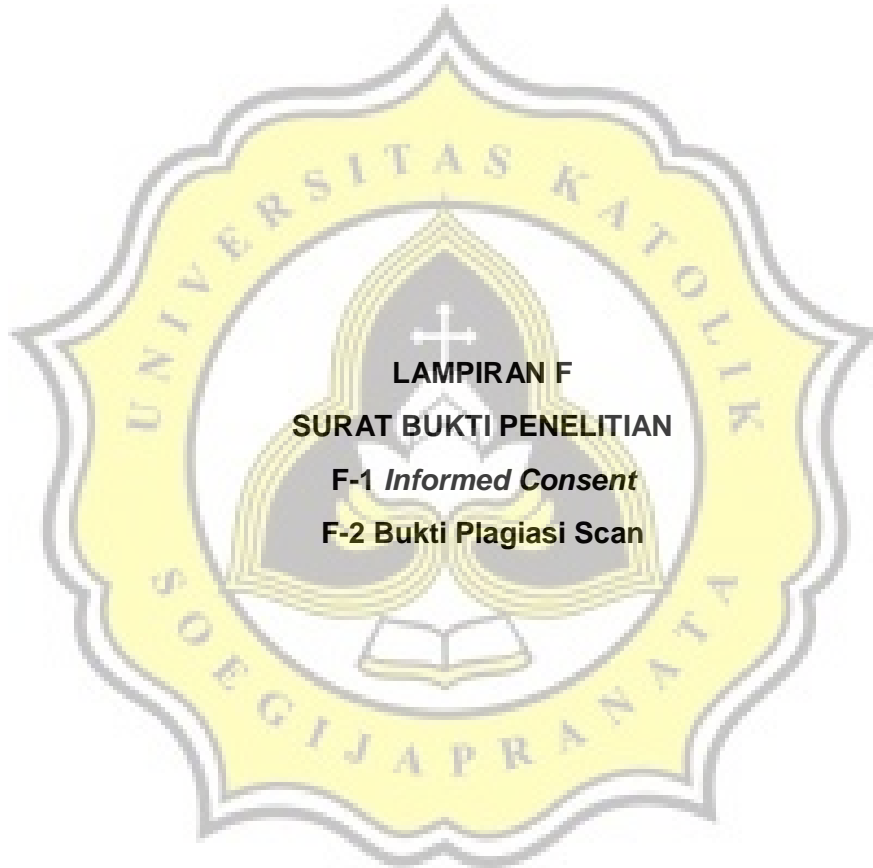 UNIVERSITAS KATOLIK
LAMPIRAN F
SURAT BUKTI PENELITIAN
F-1 Informed Consent
F-2 Bukti Plagiasi Scan
SOEGIJAPRANATA